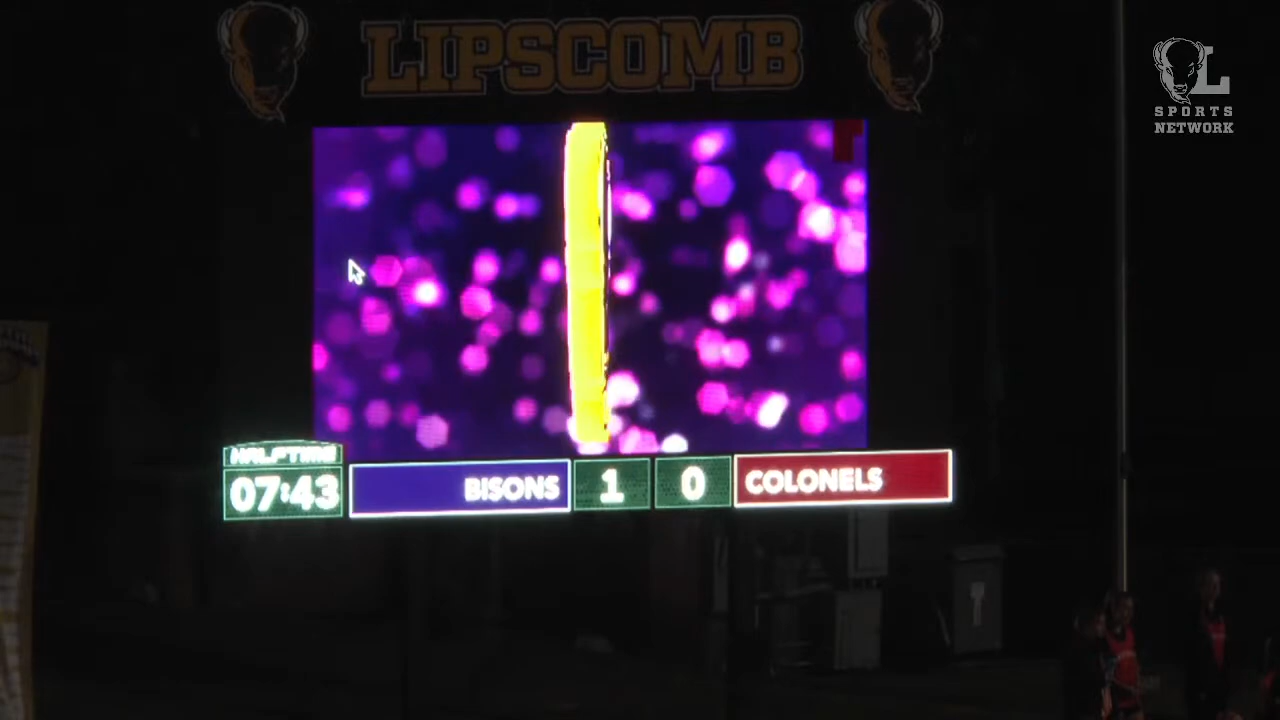 LIPSCOMB
L
SPORTS
NETWORK
HALFTIME
07:43
BISONS
1
0
COLONELS